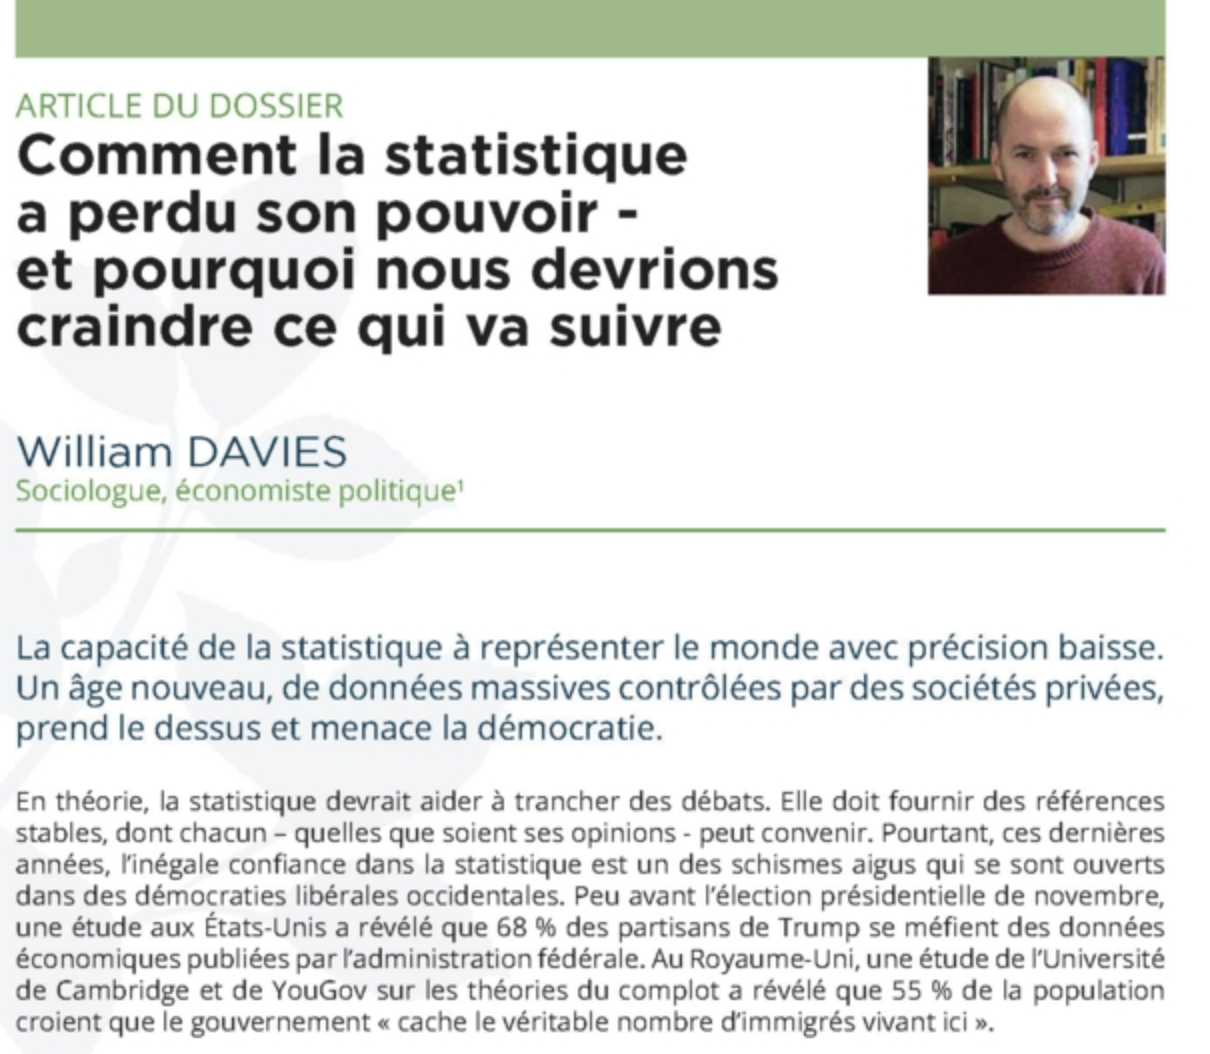 ARTICLE DU DOSSIER
Comment la statistique
a perdu son pouvoir -
et pourquoi nous devrions
craindre ce qui va suivre
William DAVIES
Sociologue, économiste politique¹
La capacité de la statistique à représenter le monde avec précision baisse.
Un âge nouveau, de données massives contrôlées par des sociétés privées,
prend le dessus et menace la démocratie.
En théorie, la statistique devrait aider à trancher des débats. Elle doit fournir des références
stables, dont chacun – quelles que soient ses opinions - peut convenir. Pourtant, ces dernières
années, l’inégale confiance dans la statistique est un des schismes aigus qui se sont ouverts
dans des démocraties libérales occidentales. Peu avant l’élection présidentielle de novembre,
une étude aux États-Unis a révélé que 68 % des partisans de Trump se méfient des données
économiques publiées par l’administration fédérale. Au Royaume-Uni, une étude de l’Université
de Cambridge et de YouGov sur les théories du complot a révélé que 55 % de la population
croient que le gouvernement « cache le véritable nombre d’immigrés vivant ici ».